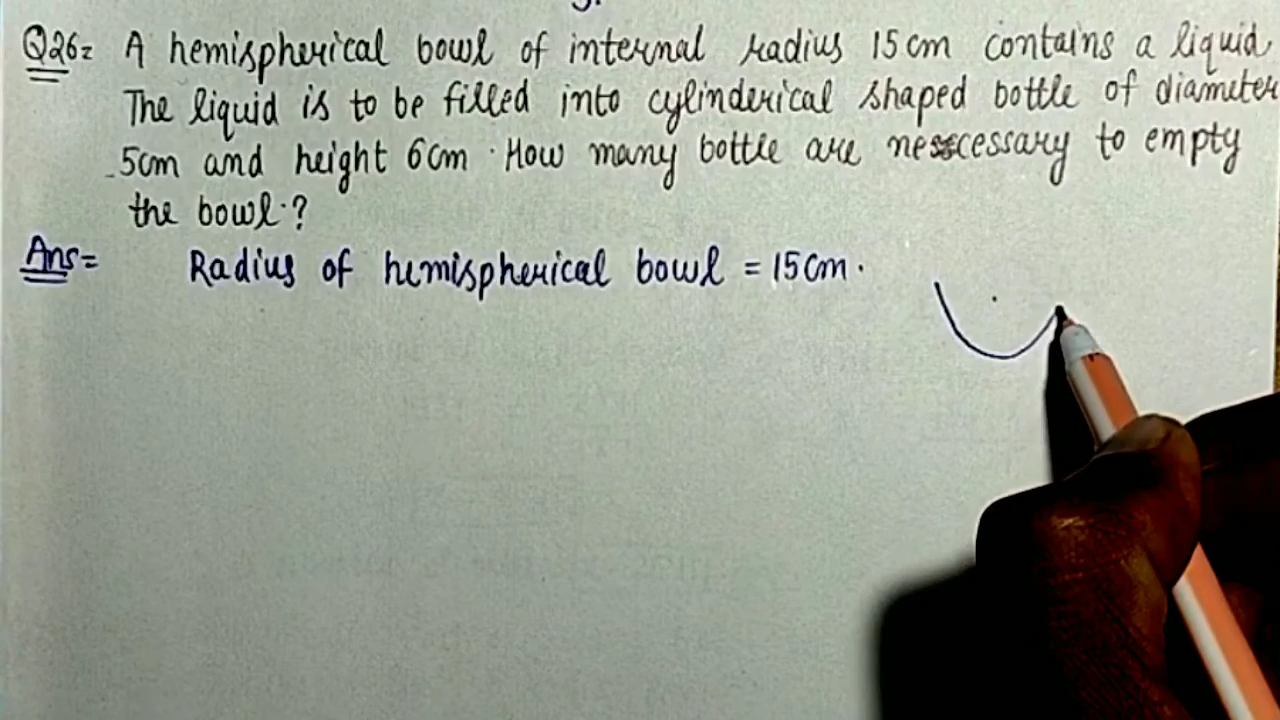 Q26= A hemispherical bowl of internal radius 15cm contains a liquid
The liquid is to be filled into cylinderical shaped bottle of diameter
5cm and height 6cm. How many bottle are nesscessary to empty
the bowl.?
Ans= Radius of hemispherical bowl = 15cm.